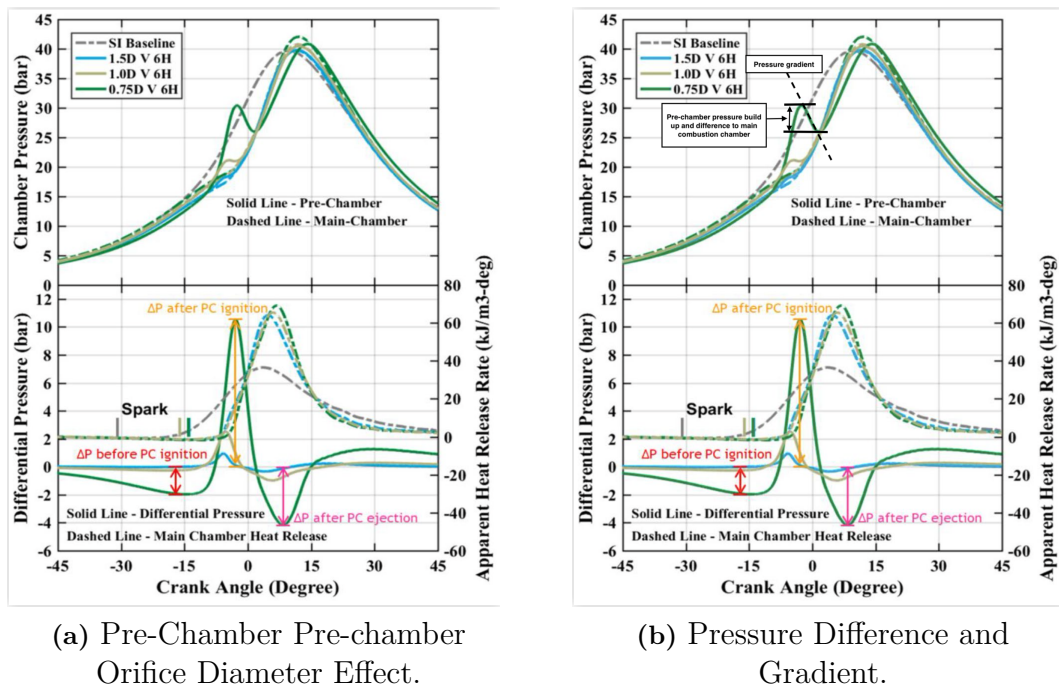 45
40
35
30
25
20
15
10
5
0
Chamber Pressure (bar)
SI Baseline
1.5D V 6H
1.0D V 6H
0.75D V 6H
Solid Line - Pre-Chamber
Dashed Line - Main-Chamber
12
10
8
6
4
2
0
-2
-4
-6
Differential Pressure (bar)
80
60
40
20
0
-20
-40
-60
Apparent Heat Release Rate (kJ/m3-deg)
ΔP after PC ignition
Spark
ΔP before PC ignition
ΔP after PC ejection
Solid Line - Differential Pressure
Dashed Line - Main Chamber Heat Release
-45 -30 -15 0 15 30 45
Crank Angle (Degree)
(a) Pre-Chamber Pre-chamber
Orifice Diameter Effect.
45
40
35
30
25
20
15
10
5
0
Chamber Pressure (bar)
SI Baseline
1.5D V 6H
1.0D V 6H
0.75D V 6H
Pressure gradient
Pre-chamber pressure build
up and difference to main
combustion chamber
Solid Line - Pre-Chamber
Dashed Line - Main-Chamber
12
10
8
6
4
2
0
-2
-4
-6
Differential Pressure (bar)
80
60
40
20
0
-20
-40
-60
Apparent Heat Release Rate (kJ/m3-deg)
ΔP after PC ignition
Spark
ΔP before PC ignition
ΔP after PC ejection
Solid Line - Differential Pressure
Dashed Line - Main Chamber Heat Release
-45 -30 -15 0 15 30 45
Crank Angle (Degree)
(b) Pressure Difference and
Gradient.